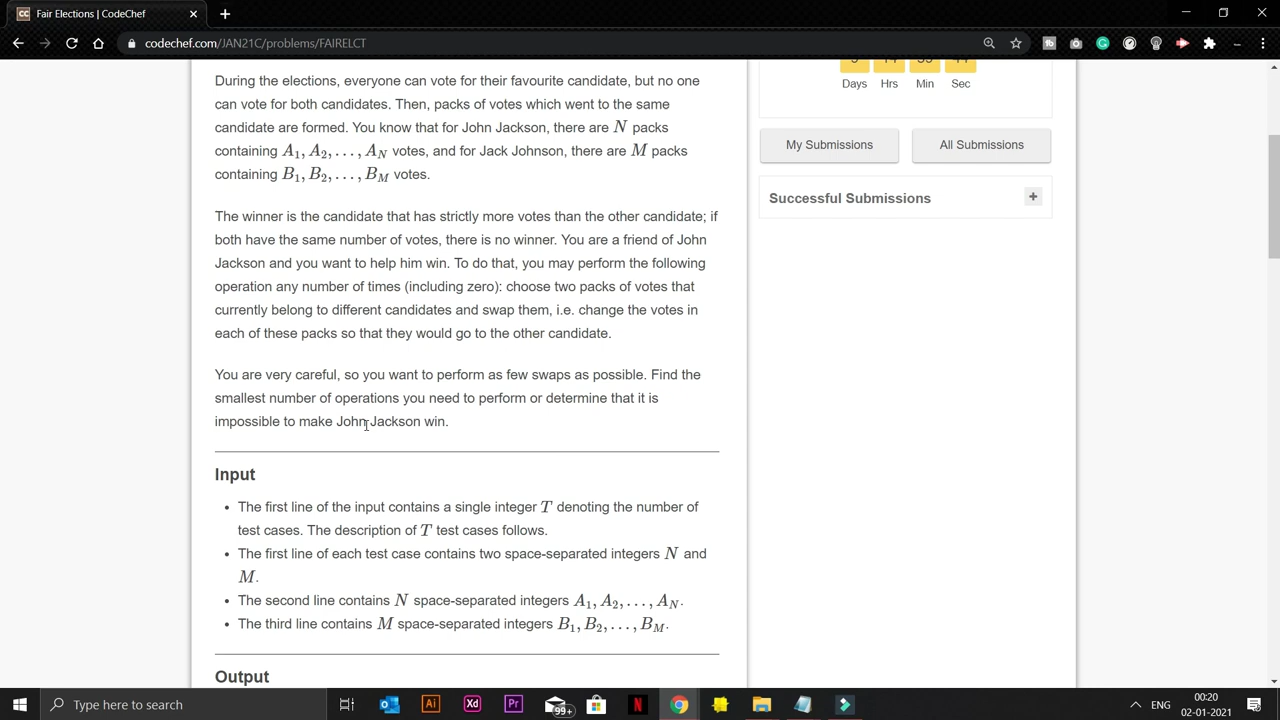 Fair Elections | CodeChef
codechef.com/JAN21C/problems/FAIRELCT
During the elections, everyone can vote for their favourite candidate, but no one
can vote for both candidates. Then, packs of votes which went to the same
candidate are formed. You know that for John Jackson, there are N packs
containing A1, A2, . . . , AN votes, and for Jack Johnson, there are M packs
containing B1, B2, . . . , BM votes.
The winner is the candidate that has strictly more votes than the other candidate; if
both have the same number of votes, there is no winner. You are a friend of John
Jackson and you want to help him win. To do that, you may perform the following
operation any number of times (including zero): choose two packs of votes that
currently belong to different candidates and swap them, i.e. change the votes in
each of these packs so that they would go to the other candidate.
You are very careful, so you want to perform as few swaps as possible. Find the
smallest number of operations you need to perform or determine that it is
impossible to make John Jackson win.
Input
• The first line of the input contains a single integer T denoting the number of
test cases. The description of T test cases follows.
• The first line of each test case contains two space-separated integers N and
M.
• The second line contains N space-separated integers A1, A2, . . . , AN.
• The third line contains M space-separated integers B1, B2, . . . , BM.
Output
Days Hrs Min Sec
My Submissions All Submissions
Successful Submissions +
Type here to search
Ai Xd Pr 99+ N
ENG
00:20
02-01-2021